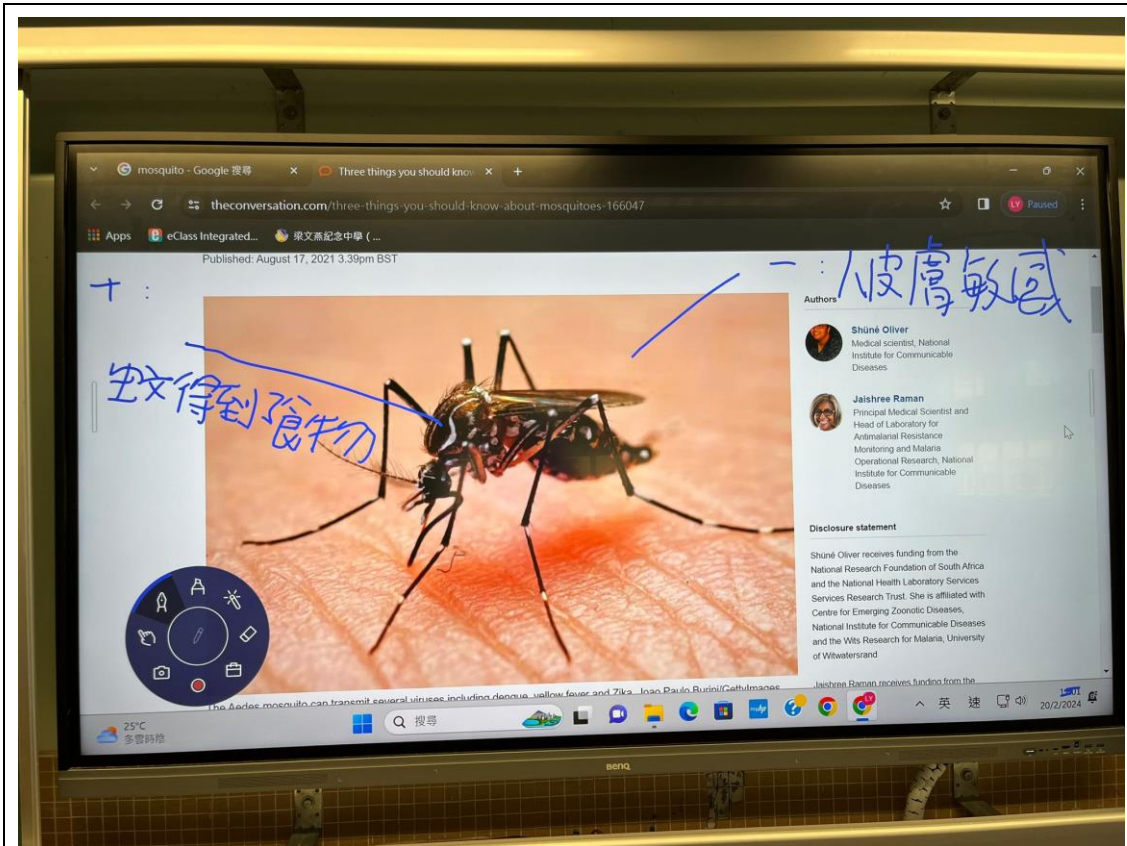 mosquito - Google 搜尋
Three things you should know
theconversation.com/three-things-you-should-know-about-mosquitoes-166047
LY Paused
Apps
eClass Integrated...
梁文燕紀念中學 (...
Published: August 17, 2021 3.39pm BST
+ :
蚊得到食物
- : 人皮膚敏感
Authors
Shüné Oliver
Medical scientist, National
Institute for Communicable
Diseases
Jaishree Raman
Principal Medical Scientist and
Head of Laboratory for
Antimalarial Resistance
Monitoring and Malaria
Operational Research, National
Institute for Communicable
Diseases
Disclosure statement
Shüné Oliver receives funding from the
National Research Foundation of South Africa
and the National Health Laboratory Services
Services Research Trust. She is affiliated with
Centre for Emerging Zoonotic Diseases,
National Institute for Communicable Diseases
and the Wits Research for Malaria, University
of Witwatersrand
Jaishree Raman receives funding from the
The Aedes mosquito can transmit several viruses including dengue, yellow fever and Zika. Joao Paulo Burini/GettyImages
25°C
多雲時陰
搜尋
LY
英 速
20/2/2024
BenQ